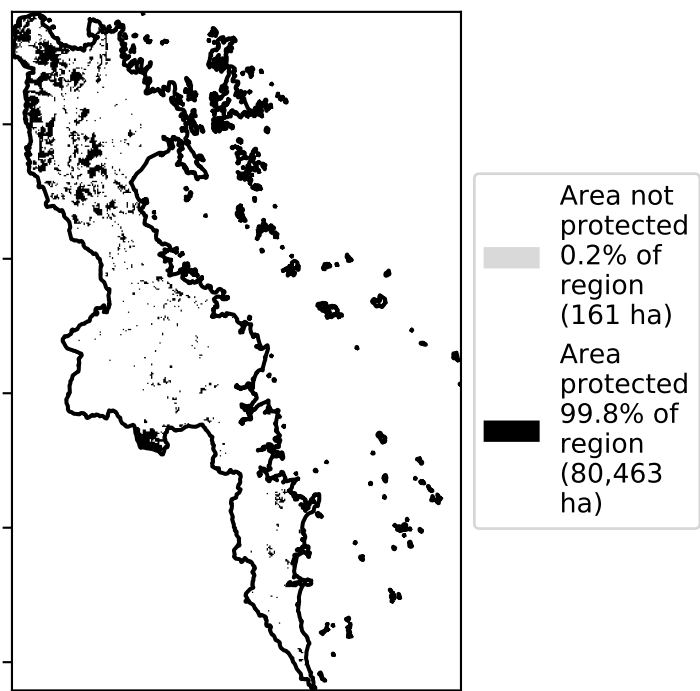 Area not
protected
0.2% of
region
(161 ha)
Area
protected
99.8% of
region
(80,463
ha)